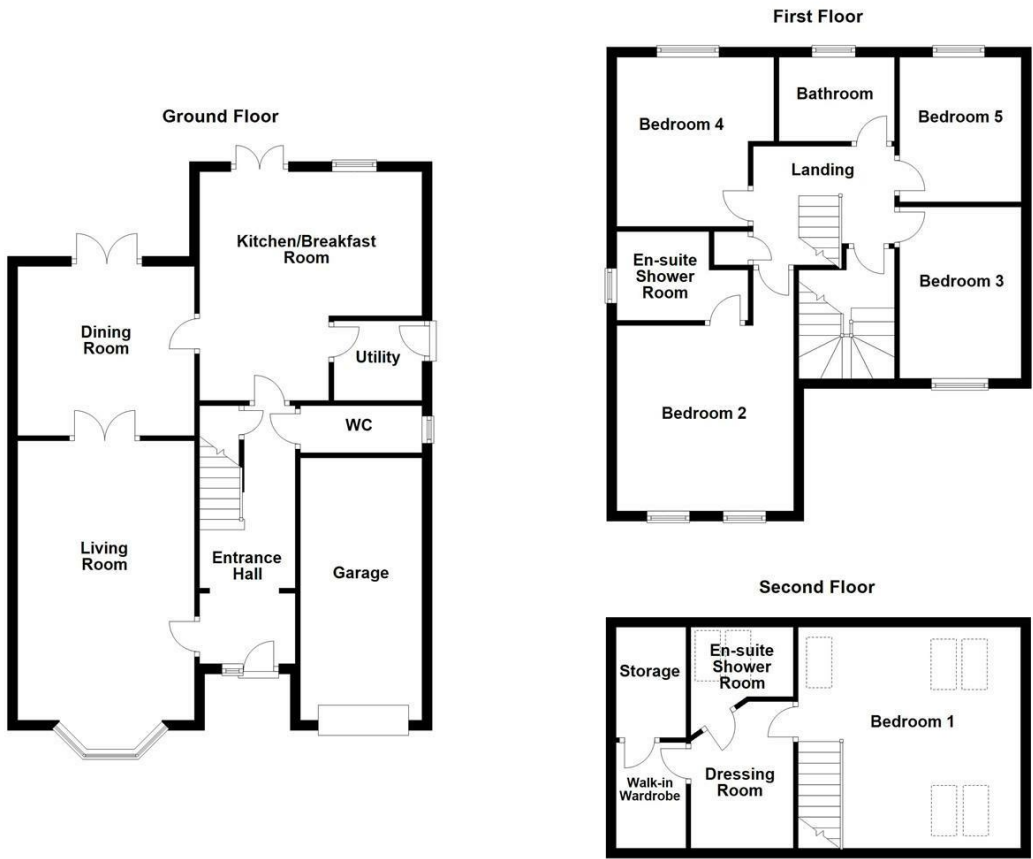 Ground Floor
Kitchen/Breakfast
Room
Dining
Room
Utility
WC
Living
Room
Entrance
Hall
Garage
First Floor
Bedroom 4
Bathroom
Bedroom 5
Landing
En-suite
Shower
Room
Bedroom 3
Bedroom 2
Second Floor
Storage
En-suite
Shower
Room
Bedroom 1
Walk-in
Wardrobe
Dressing
Room